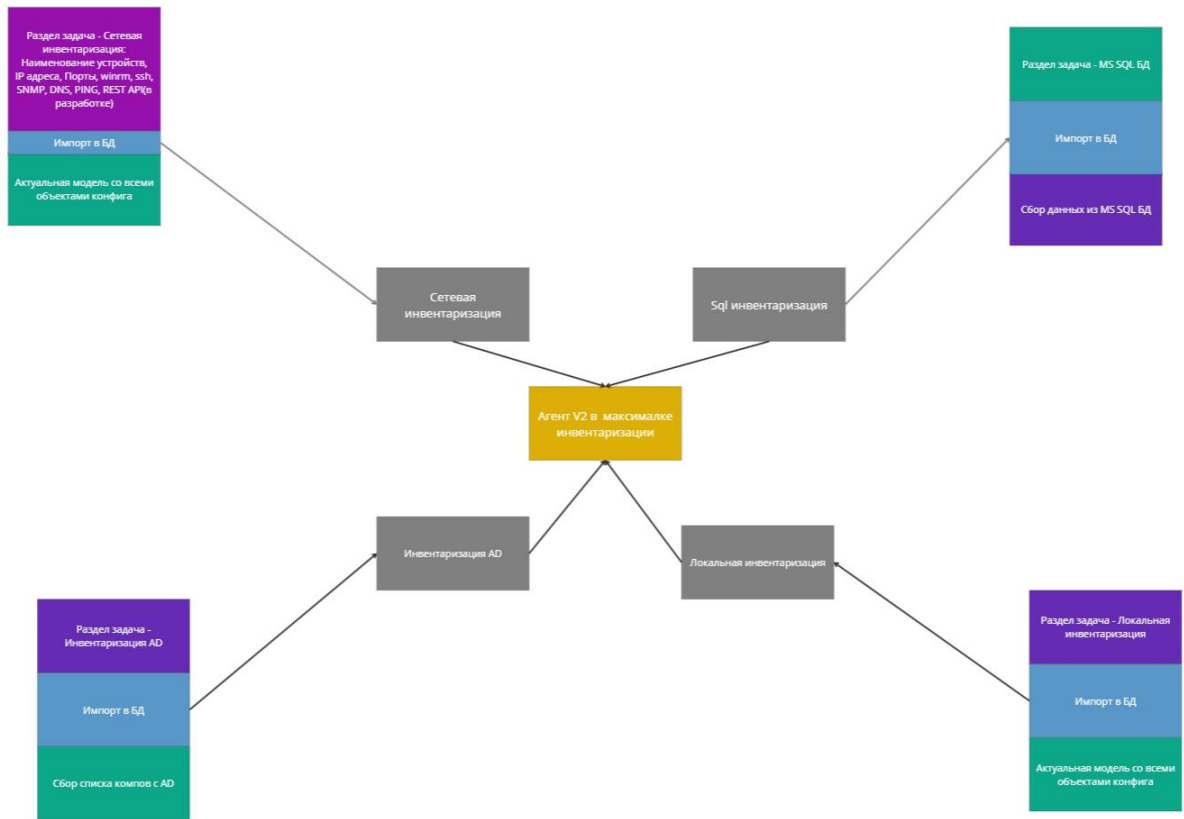 Раздел задача - Сетевая
инвентаризация:
Наименование устройств,
IP адреса, Порты, winrm, ssh,
SNMP, DNS, PING, REST API(в
разработке)
Импорт в БД
Актуальная модель со всеми
объектами конфига
Раздел задача - MS SQL БД
Импорт в БД
Сбор данных из MS SQL БД
Сетевая
инвентаризация
Sql инвентаризация
Агент V2 в максималке
инвентаризации
Инвентаризация AD
Локальная инвентаризация
Раздел задача -
Инвентаризация AD
Импорт в БД
Сбор списка компов с AD
Раздел задача - Локальная
инвентаризация
Импорт в БД
Актуальная модель со всеми
объектами конфига